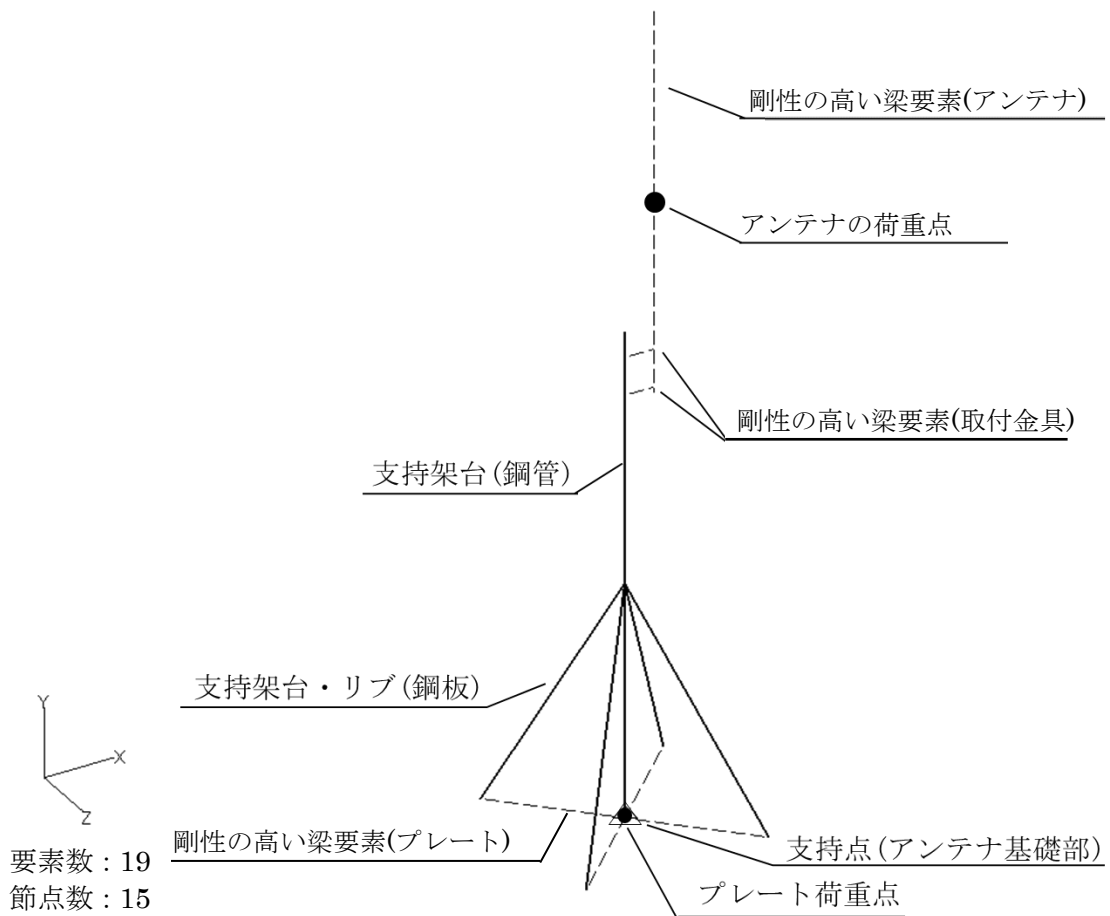 剛性の高い梁要素(アンテナ)
アンテナの荷重点
剛性の高い梁要素(取付金具)
支持架台(鋼管)
支持架台・リブ(鋼板)
Y
X
Z
剛性の高い梁要素(プレート)
支持点(アンテナ基礎部)
プレート荷重点
要素数:19
節点数:15